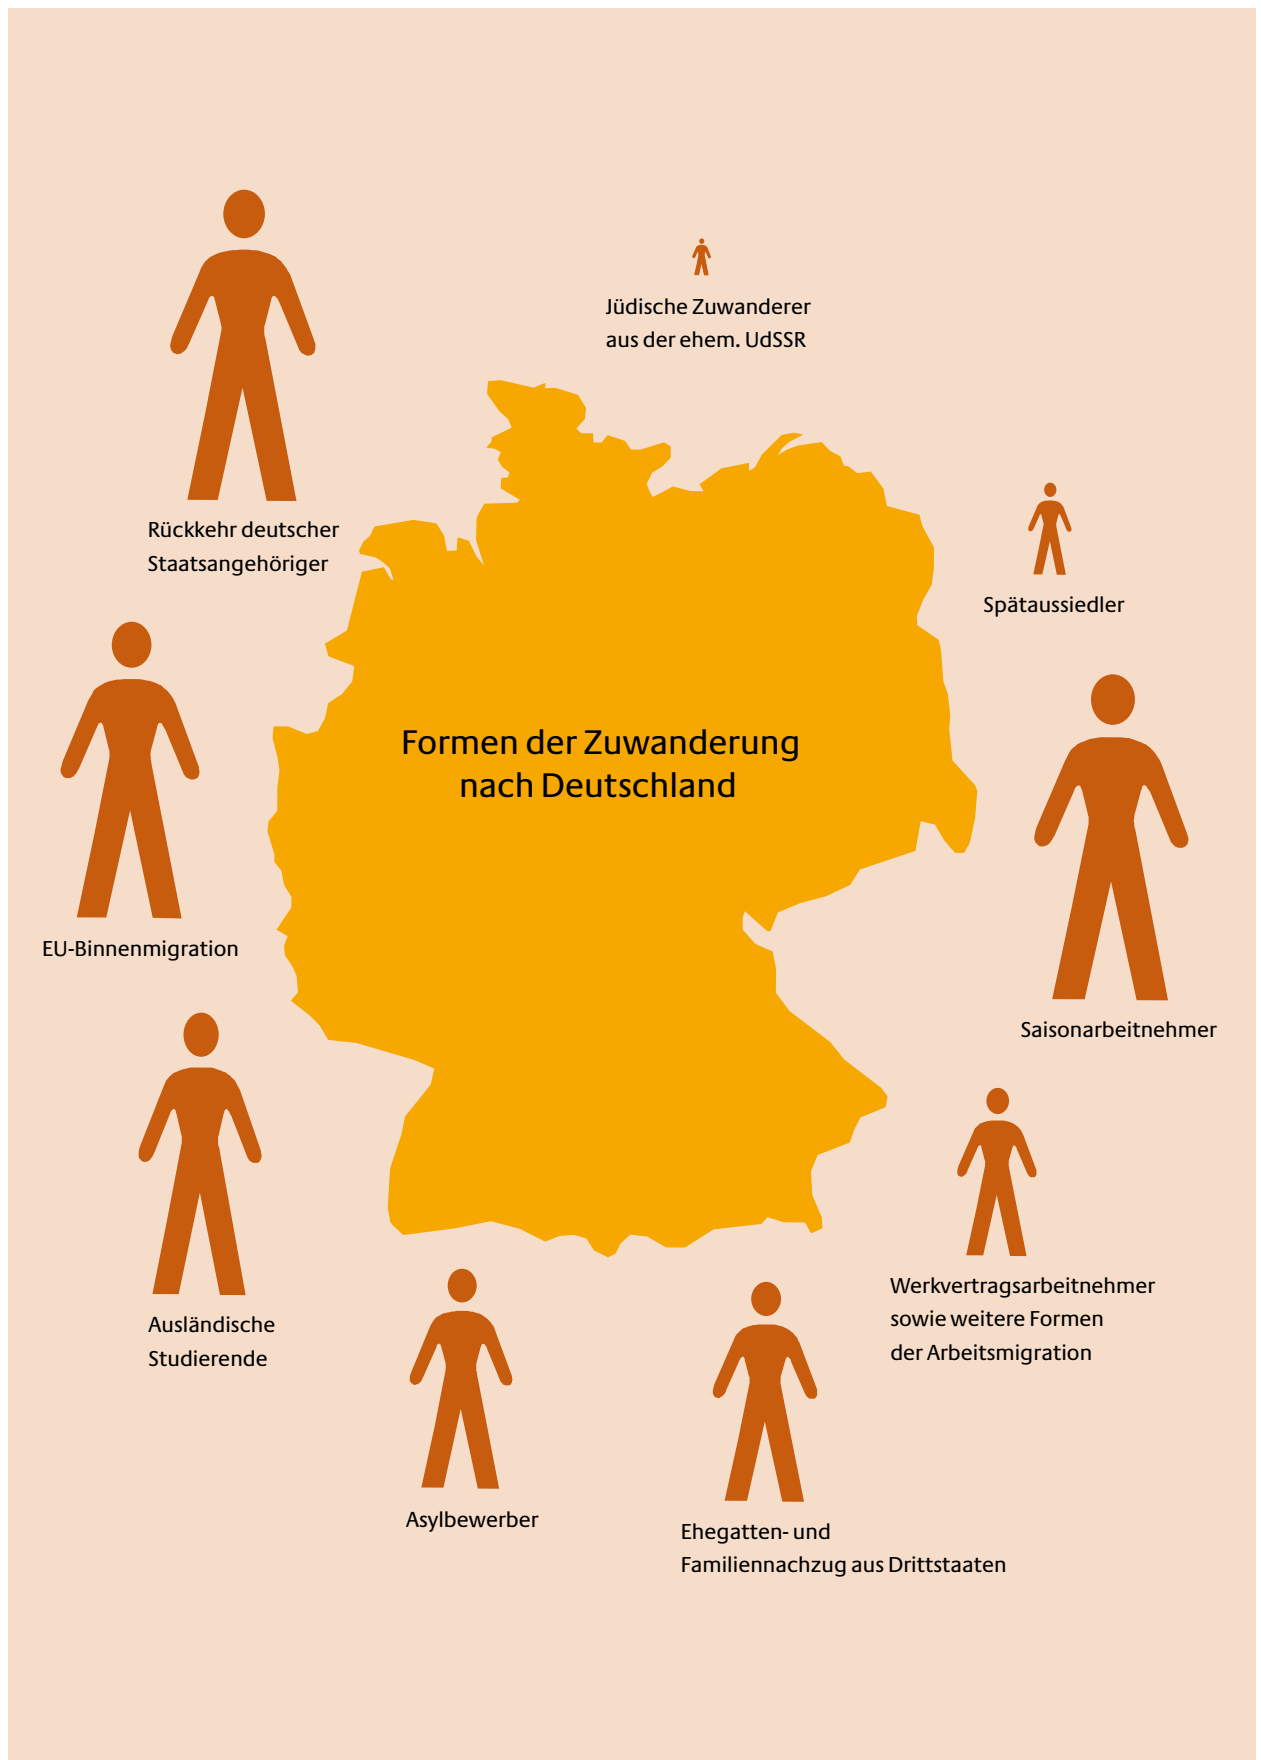 Jüdische Zuwanderer
aus der ehem. UdSSR
Rückkehr deutscher
Staatsangehöriger
Spätaussiedler
Formen der Zuwanderung
nach Deutschland
EU-Binnenmigration
Saisonarbeitnehmer
Werkvertragsarbeitnehmer
sowie weitere Formen
der Arbeitsmigration
Ausländische
Studierende
Asylbewerber
Ehegatten- und
Familiennachzug aus Drittstaaten